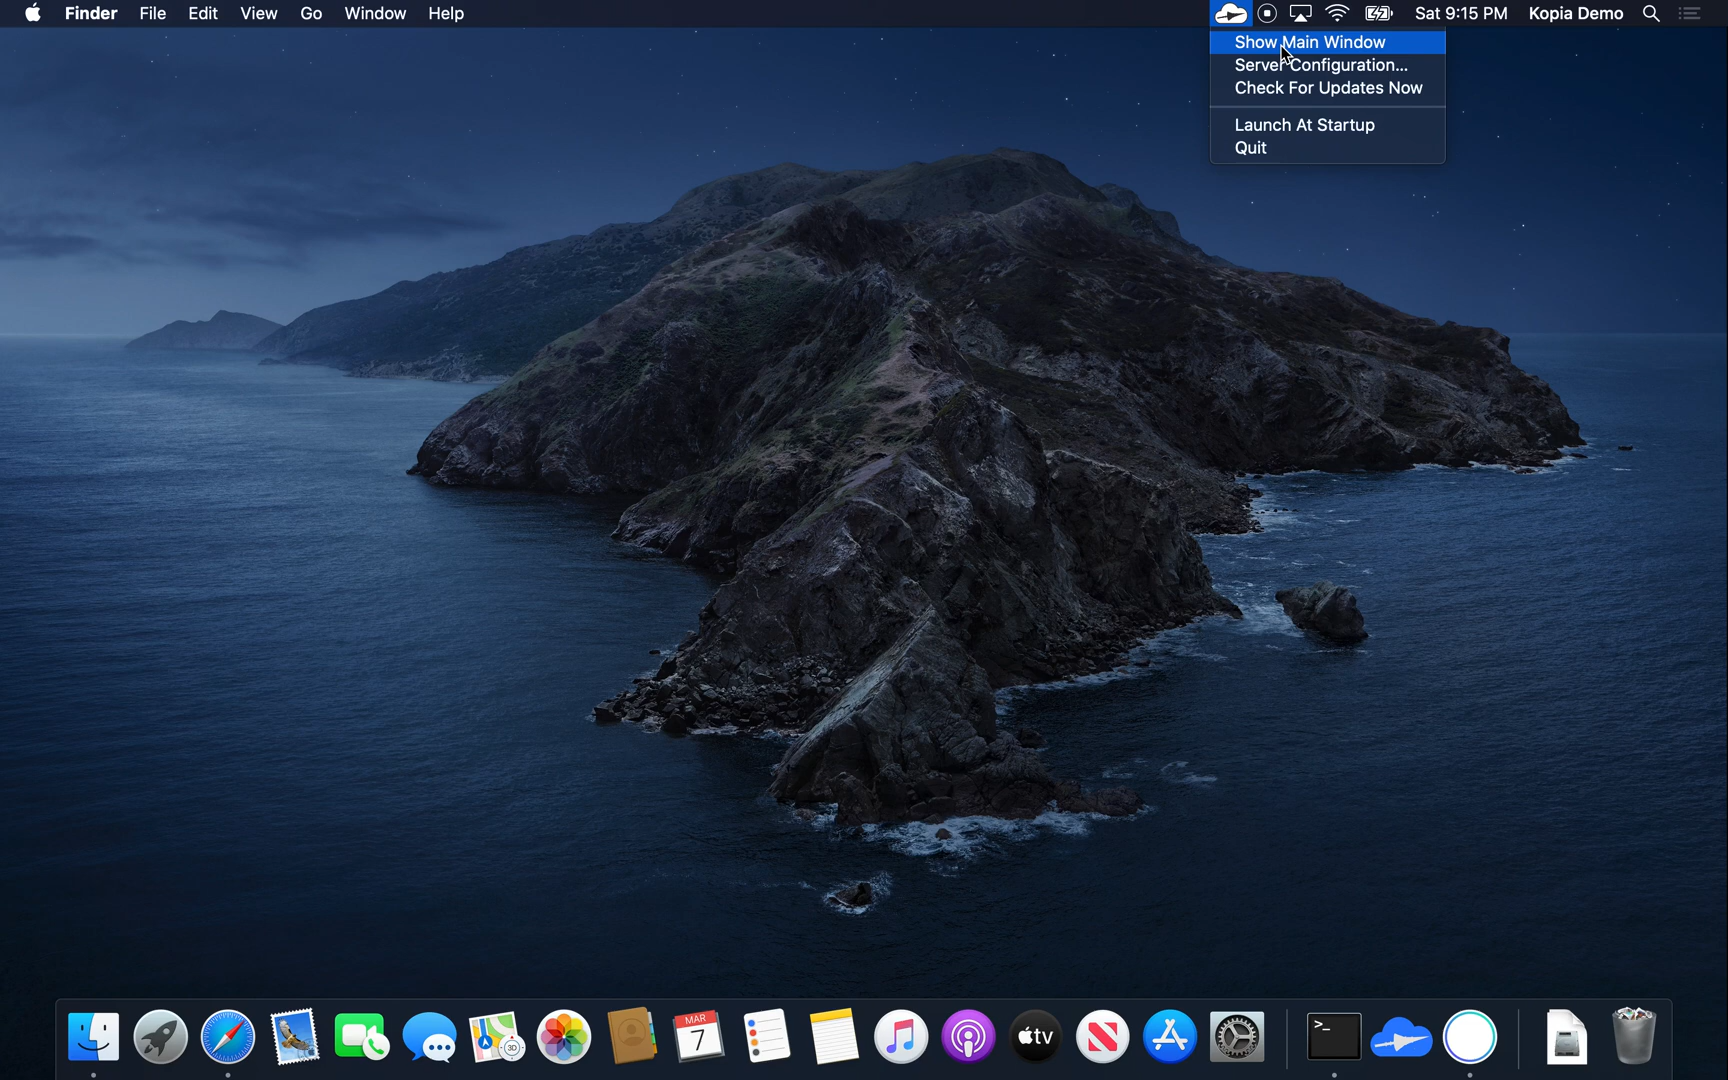 Finder File Edit View Go Window Help Sat 9:15 PM Kopia Demo
Show Main Window
Server Configuration...
Check For Updates Now
Launch At Startup
Quit
MAR
7
3D
tv
>_